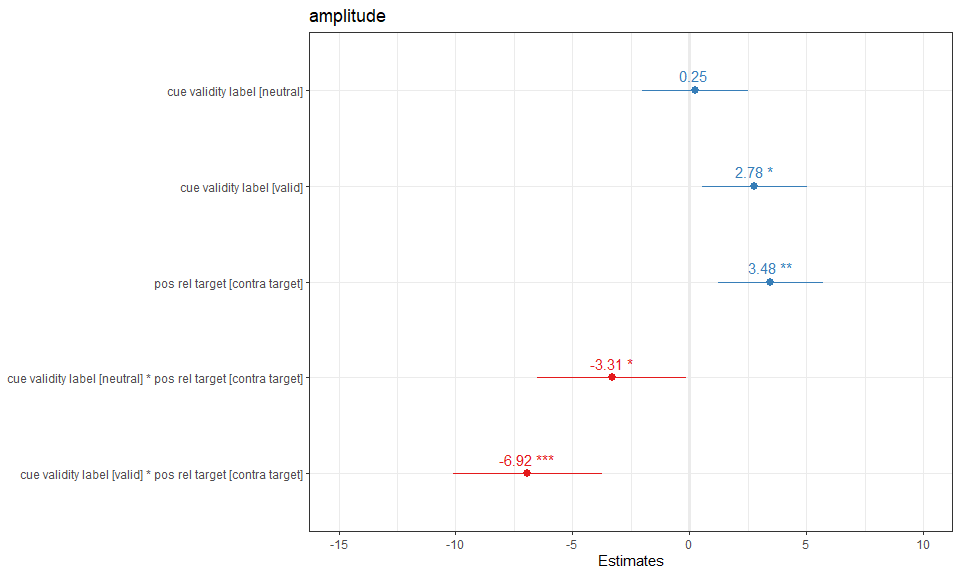 amplitude
cue validity label [neutral]
0.25
cue validity label [valid]
2.78 *
pos rel target [contra target]
3.48 **
cue validity label [neutral] * pos rel target [contra target]
-3.31 *
cue validity label [valid] * pos rel target [contra target]
-6.92 ***
-15 -10 -5 0 5 10
Estimates